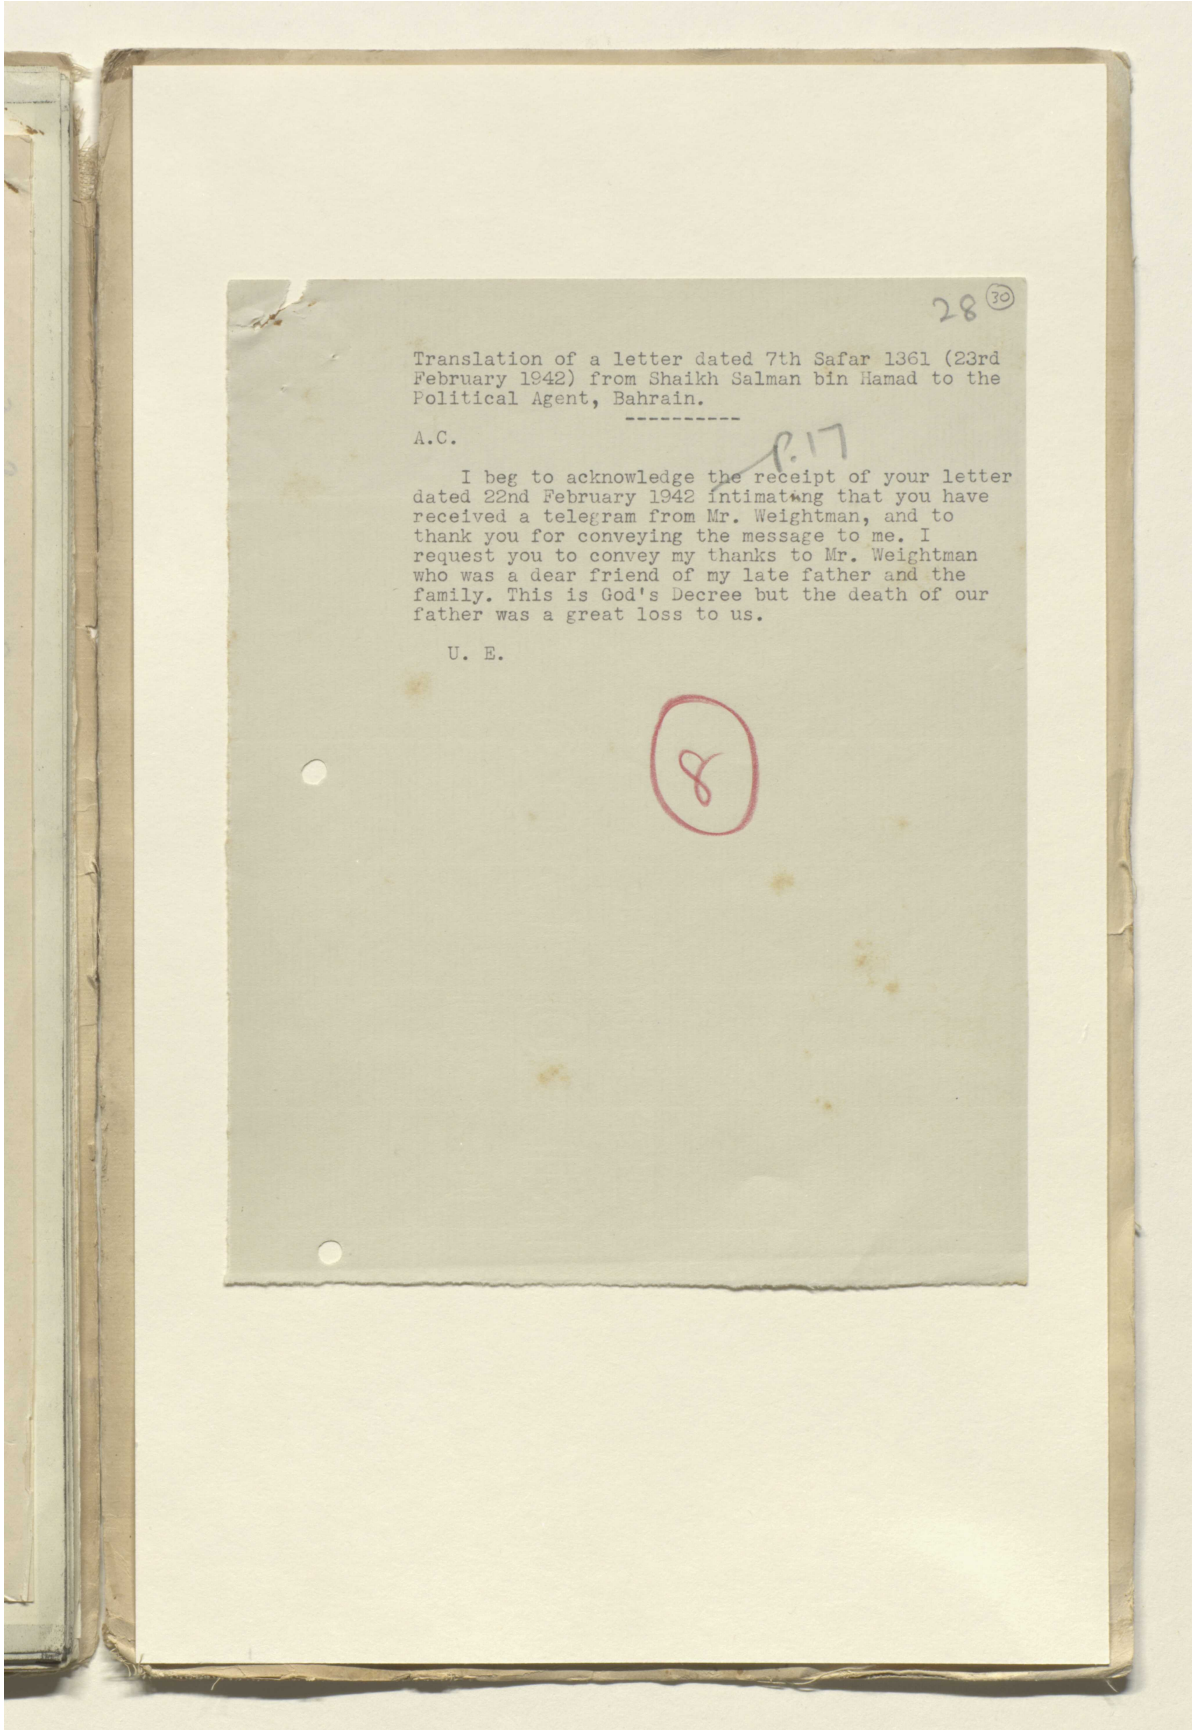 28 30
Translation of a letter dated 7th Safar 1361 (23rd
February 1942) from Shaikh Salman bin Hamad to the
Political Agent, Bahrain.
----------
A.C.
p.17
I beg to acknowledge the receipt of your letter
dated 22nd February 1942 intimating that you have
received a telegram from Mr. Weightman, and to
thank you for conveying the message to me. I
request you to convey my thanks to Mr. Weightman
who was a dear friend of my late father and the
family. This is God's Decree but the death of our
father was a great loss to us.
U. E.
8